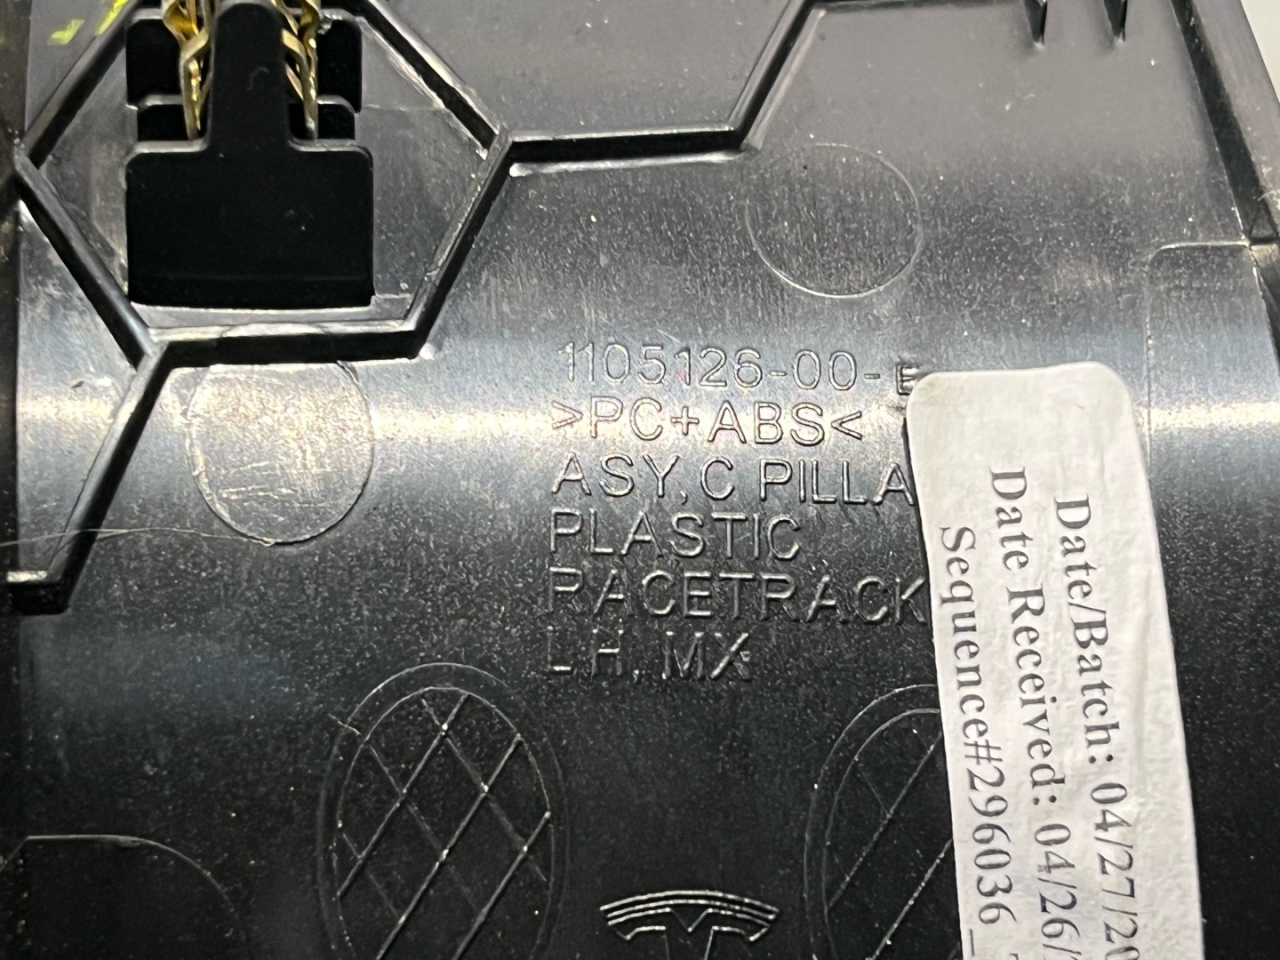 1105126-00-E
>PC+ABS<
ASY, C PILLA
PLASTIC
RACETRACK
LH, MX
Date/Batch: 04/27/20
Date Received: 04/26/
Sequence#296036_